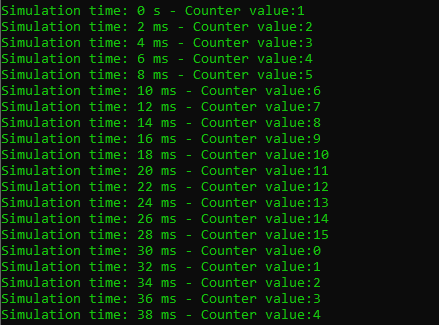 Simulation time: 0 s - Counter value:1
Simulation time: 2 ms - Counter value:2
Simulation time: 4 ms - Counter value:3
Simulation time: 6 ms - Counter value:4
Simulation time: 8 ms - Counter value:5
Simulation time: 10 ms - Counter value:6
Simulation time: 12 ms - Counter value:7
Simulation time: 14 ms - Counter value:8
Simulation time: 16 ms - Counter value:9
Simulation time: 18 ms - Counter value:10
Simulation time: 20 ms - Counter value:11
Simulation time: 22 ms - Counter value:12
Simulation time: 24 ms - Counter value:13
Simulation time: 26 ms - Counter value:14
Simulation time: 28 ms - Counter value:15
Simulation time: 30 ms - Counter value:0
Simulation time: 32 ms - Counter value:1
Simulation time: 34 ms - Counter value:2
Simulation time: 36 ms - Counter value:3
Simulation time: 38 ms - Counter value:4